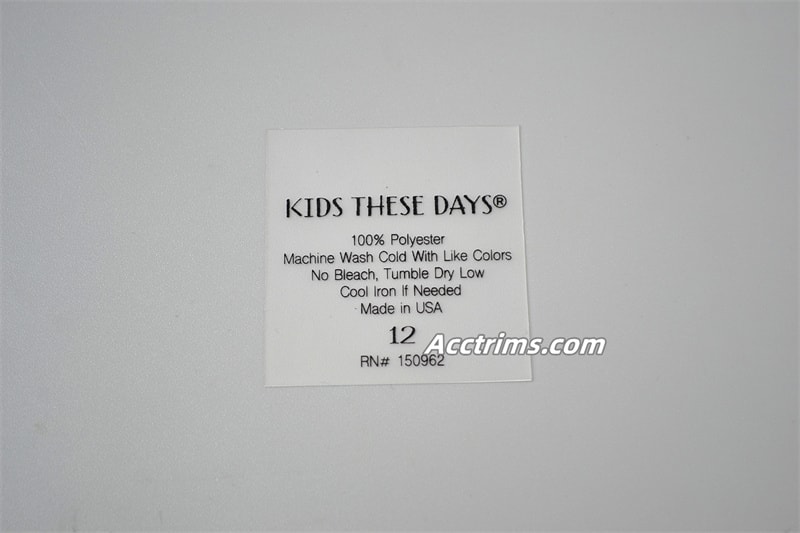 KIDS THESE DAYS®
100% Polyester
Machine Wash Cold With Like Colors
No Bleach, Tumble Dry Low
Cool Iron If Needed
Made in USA
12
Acctrims.com
RN# 150962